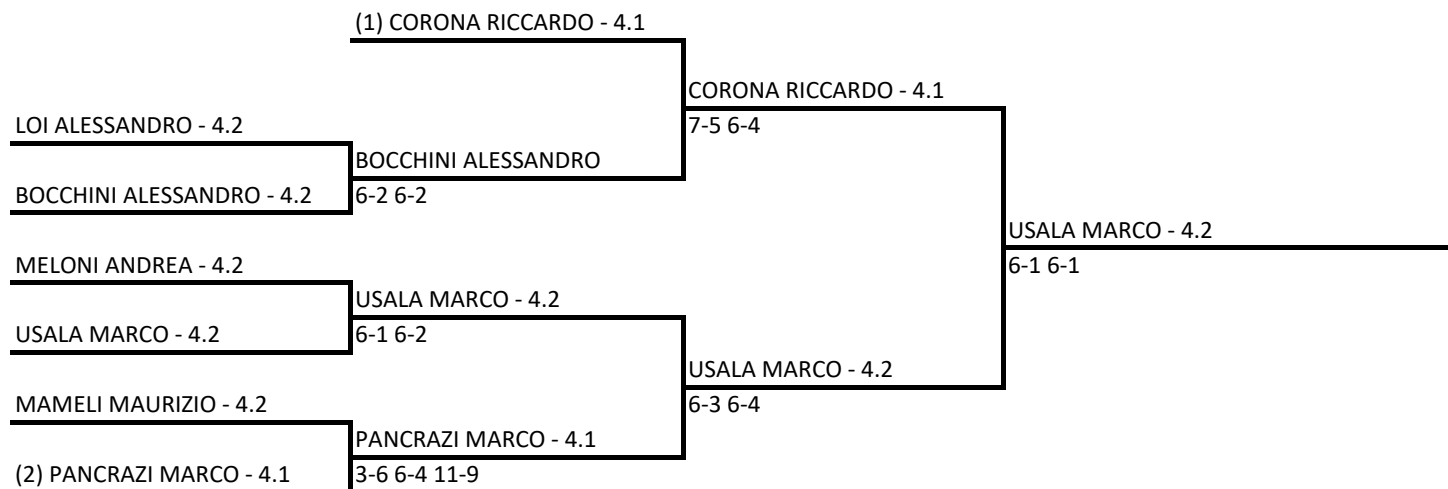 (1) CORONA RICCARDO - 4.1
CORONA RICCARDO - 4.1
LOI ALESSANDRO - 4.2
7-5 6-4
BOCCHINI ALESSANDRO
BOCCHINI ALESSANDRO - 4.2
6-2 6-2
USALA MARCO - 4.2
MELONI ANDREA - 4.2
6-1 6-1
USALA MARCO - 4.2
USALA MARCO - 4.2
6-1 6-2
USALA MARCO - 4.2
MAMELI MAURIZIO - 4.2
6-3 6-4
PANCRAZI MARCO - 4.1
(2) PANCRAZI MARCO - 4.1
3-6 6-4 11-9